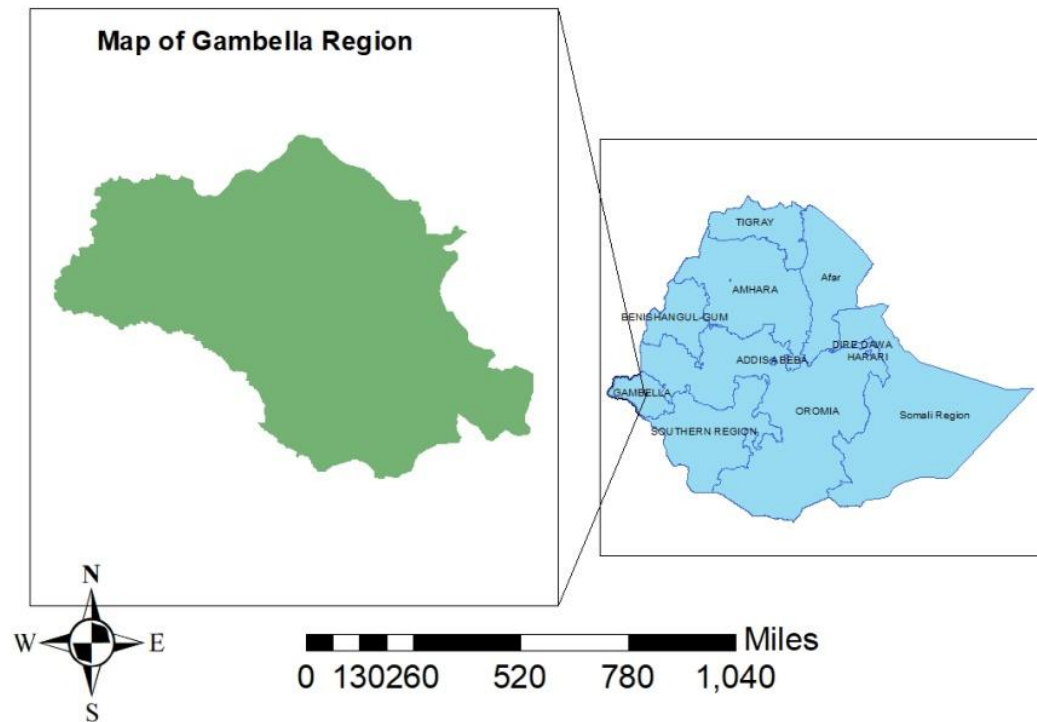 Map of Gambella Region
TIGRAY
Afar
AMHARA
BENISHANGUL-GUM
DIRE DAWA
ADDIS ABEBA
HARARI
GAMBELLA
OROMIA
Somali Region
SOUTHERN REGION
N
W E
S
Miles
0 130260 520 780 1,040